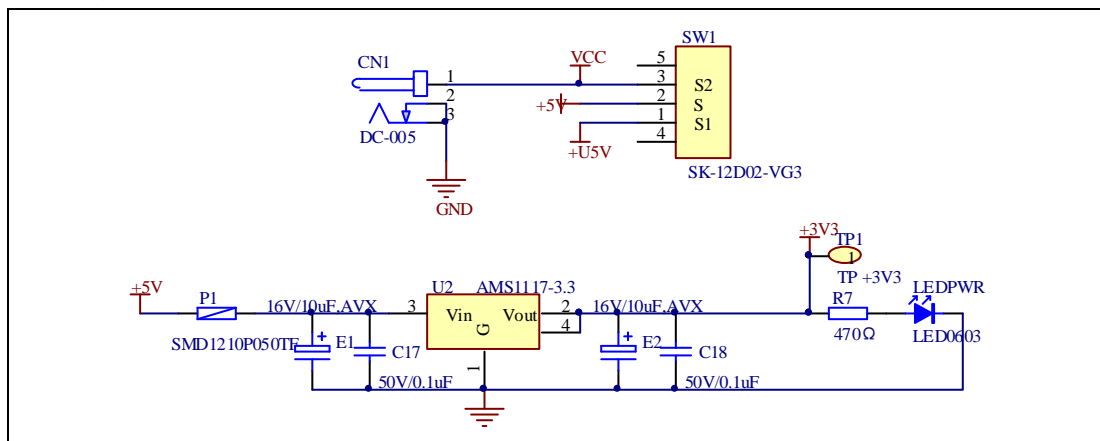 SW1
CN1
VCC
5
1
3
S2
2
+5V
2
S
3
1
S1
DC-005
+U5V
4
SK-12D02-VG3
GND
+3V3
TP1
1
TP +3V3
+5V
P1
U2
AMS1117-3.3
R7
LEDPWR
16V/10uF,AVX
3
Vin
G
Vout
2
4
16V/10uF,AVX
SMD1210P050TF
+
E1
C17
1
+
E2
C18
470Ω
LED0603
50V/0.1uF
50V/0.1uF